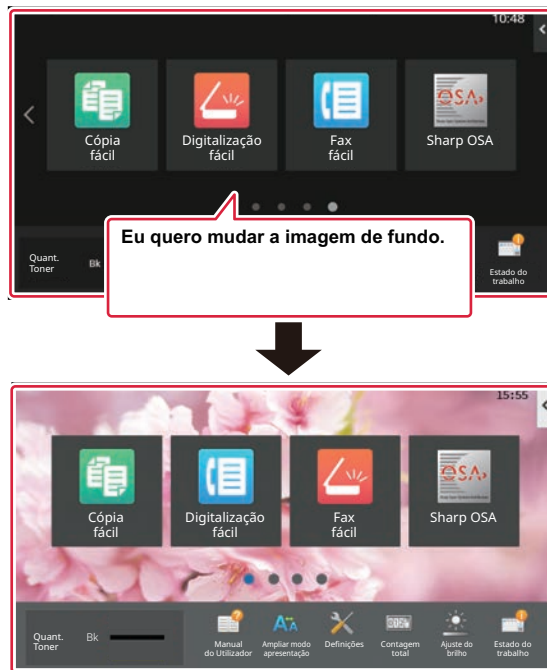 10:48
Cópia
fácil
Digitalização
fácil
Fax
fácil
OSA
Sharp OSA
Eu quero mudar a imagem de fundo.
Quant.
Toner
Bk
Estado do
trabalho
15:55
Cópia
fácil
Digitalização
fácil
Fax
fácil
OSA
Sharp OSA
Quant.
Toner
Bk
Manual
do Utilizador
Ampliar modo
apresentação
Definições
Contagem
total
Ajuste do
brilho
Estado do
trabalho